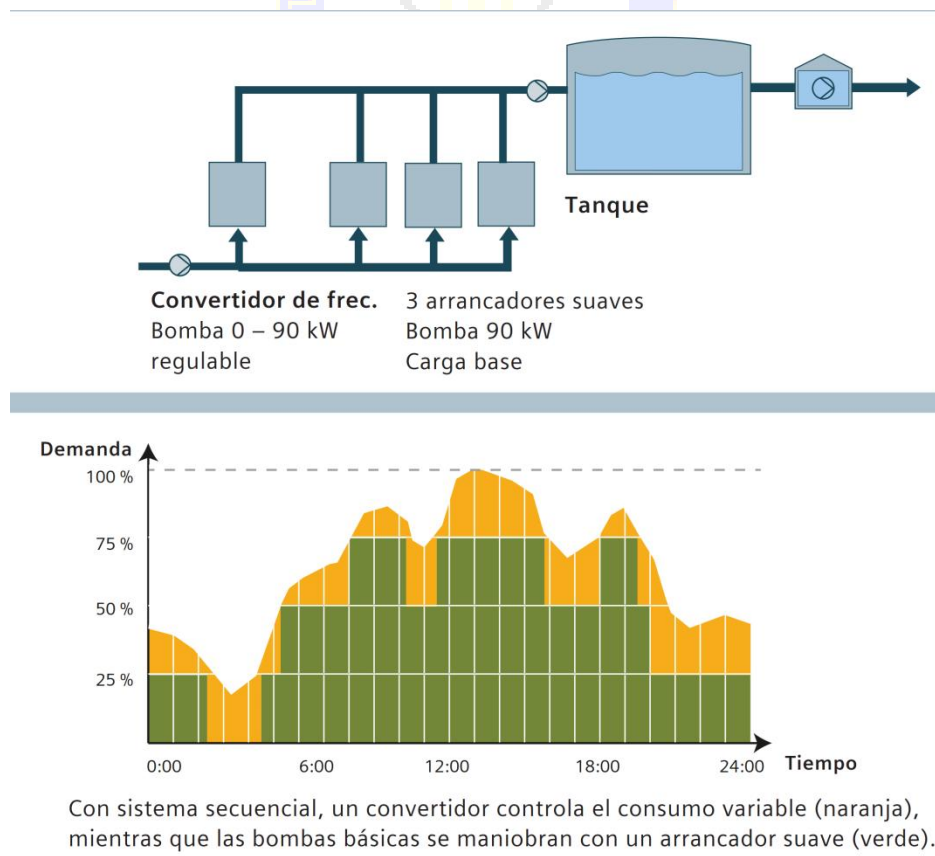 Tanque
Convertidor de frec.
Bomba 0 – 90 kW
regulable
3 arrancadores suaves
Bomba 90 kW
Carga base
Demanda
100 %
75 %
50 %
25 %
0:00
6:00
12:00
18:00
24:00
Tiempo
Con sistema secuencial, un convertidor controla el consumo variable (naranja),
mientras que las bombas básicas se maniobran con un arrancador suave (verde).